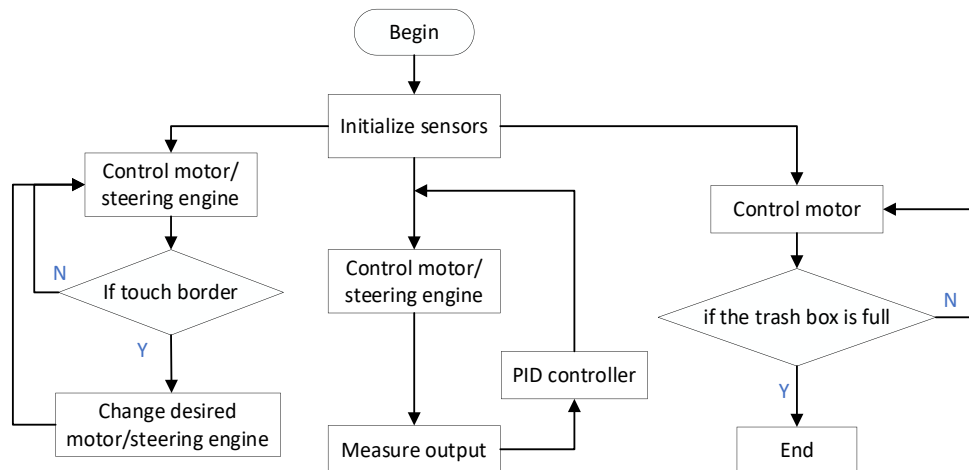 Begin
Initialize sensors
Control motor/
steering engine
N
If touch border
Y
Change desired
motor/steering engine
Control motor/
steering engine
PID controller
Measure output
Control motor
if the trash box is full
N
Y
End